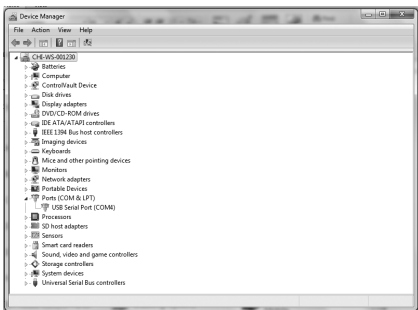 Device Manager
File Action View Help
CHI-WS-001230
Batteries
Computer
ControlVault Device
Disk drives
Display adapters
DVD/CD-ROM drives
IDE ATA/ATAPI controllers
IEEE 1394 Bus host controllers
Imaging devices
Keyboards
Mice and other pointing devices
Monitors
Network adapters
Portable Devices
Ports (COM & LPT)
USB Serial Port (COM4)
Processors
SD host adapters
Sensors
Smart card readers
Sound, video and game controllers
Storage controllers
System devices
Universal Serial Bus controllers